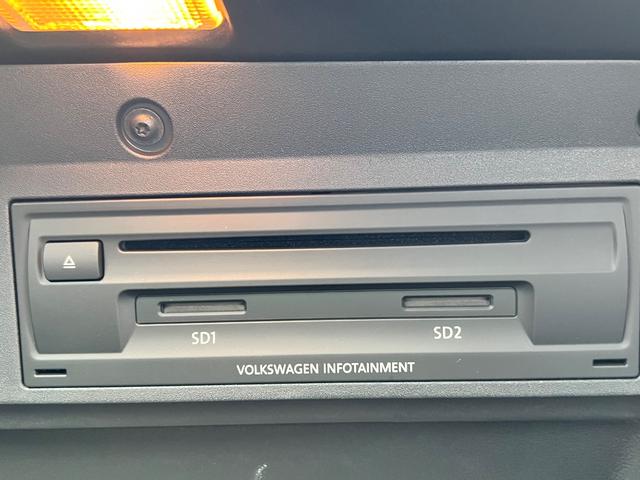 SD1 SD2
VOLKSWAGEN INFOTAINMENT